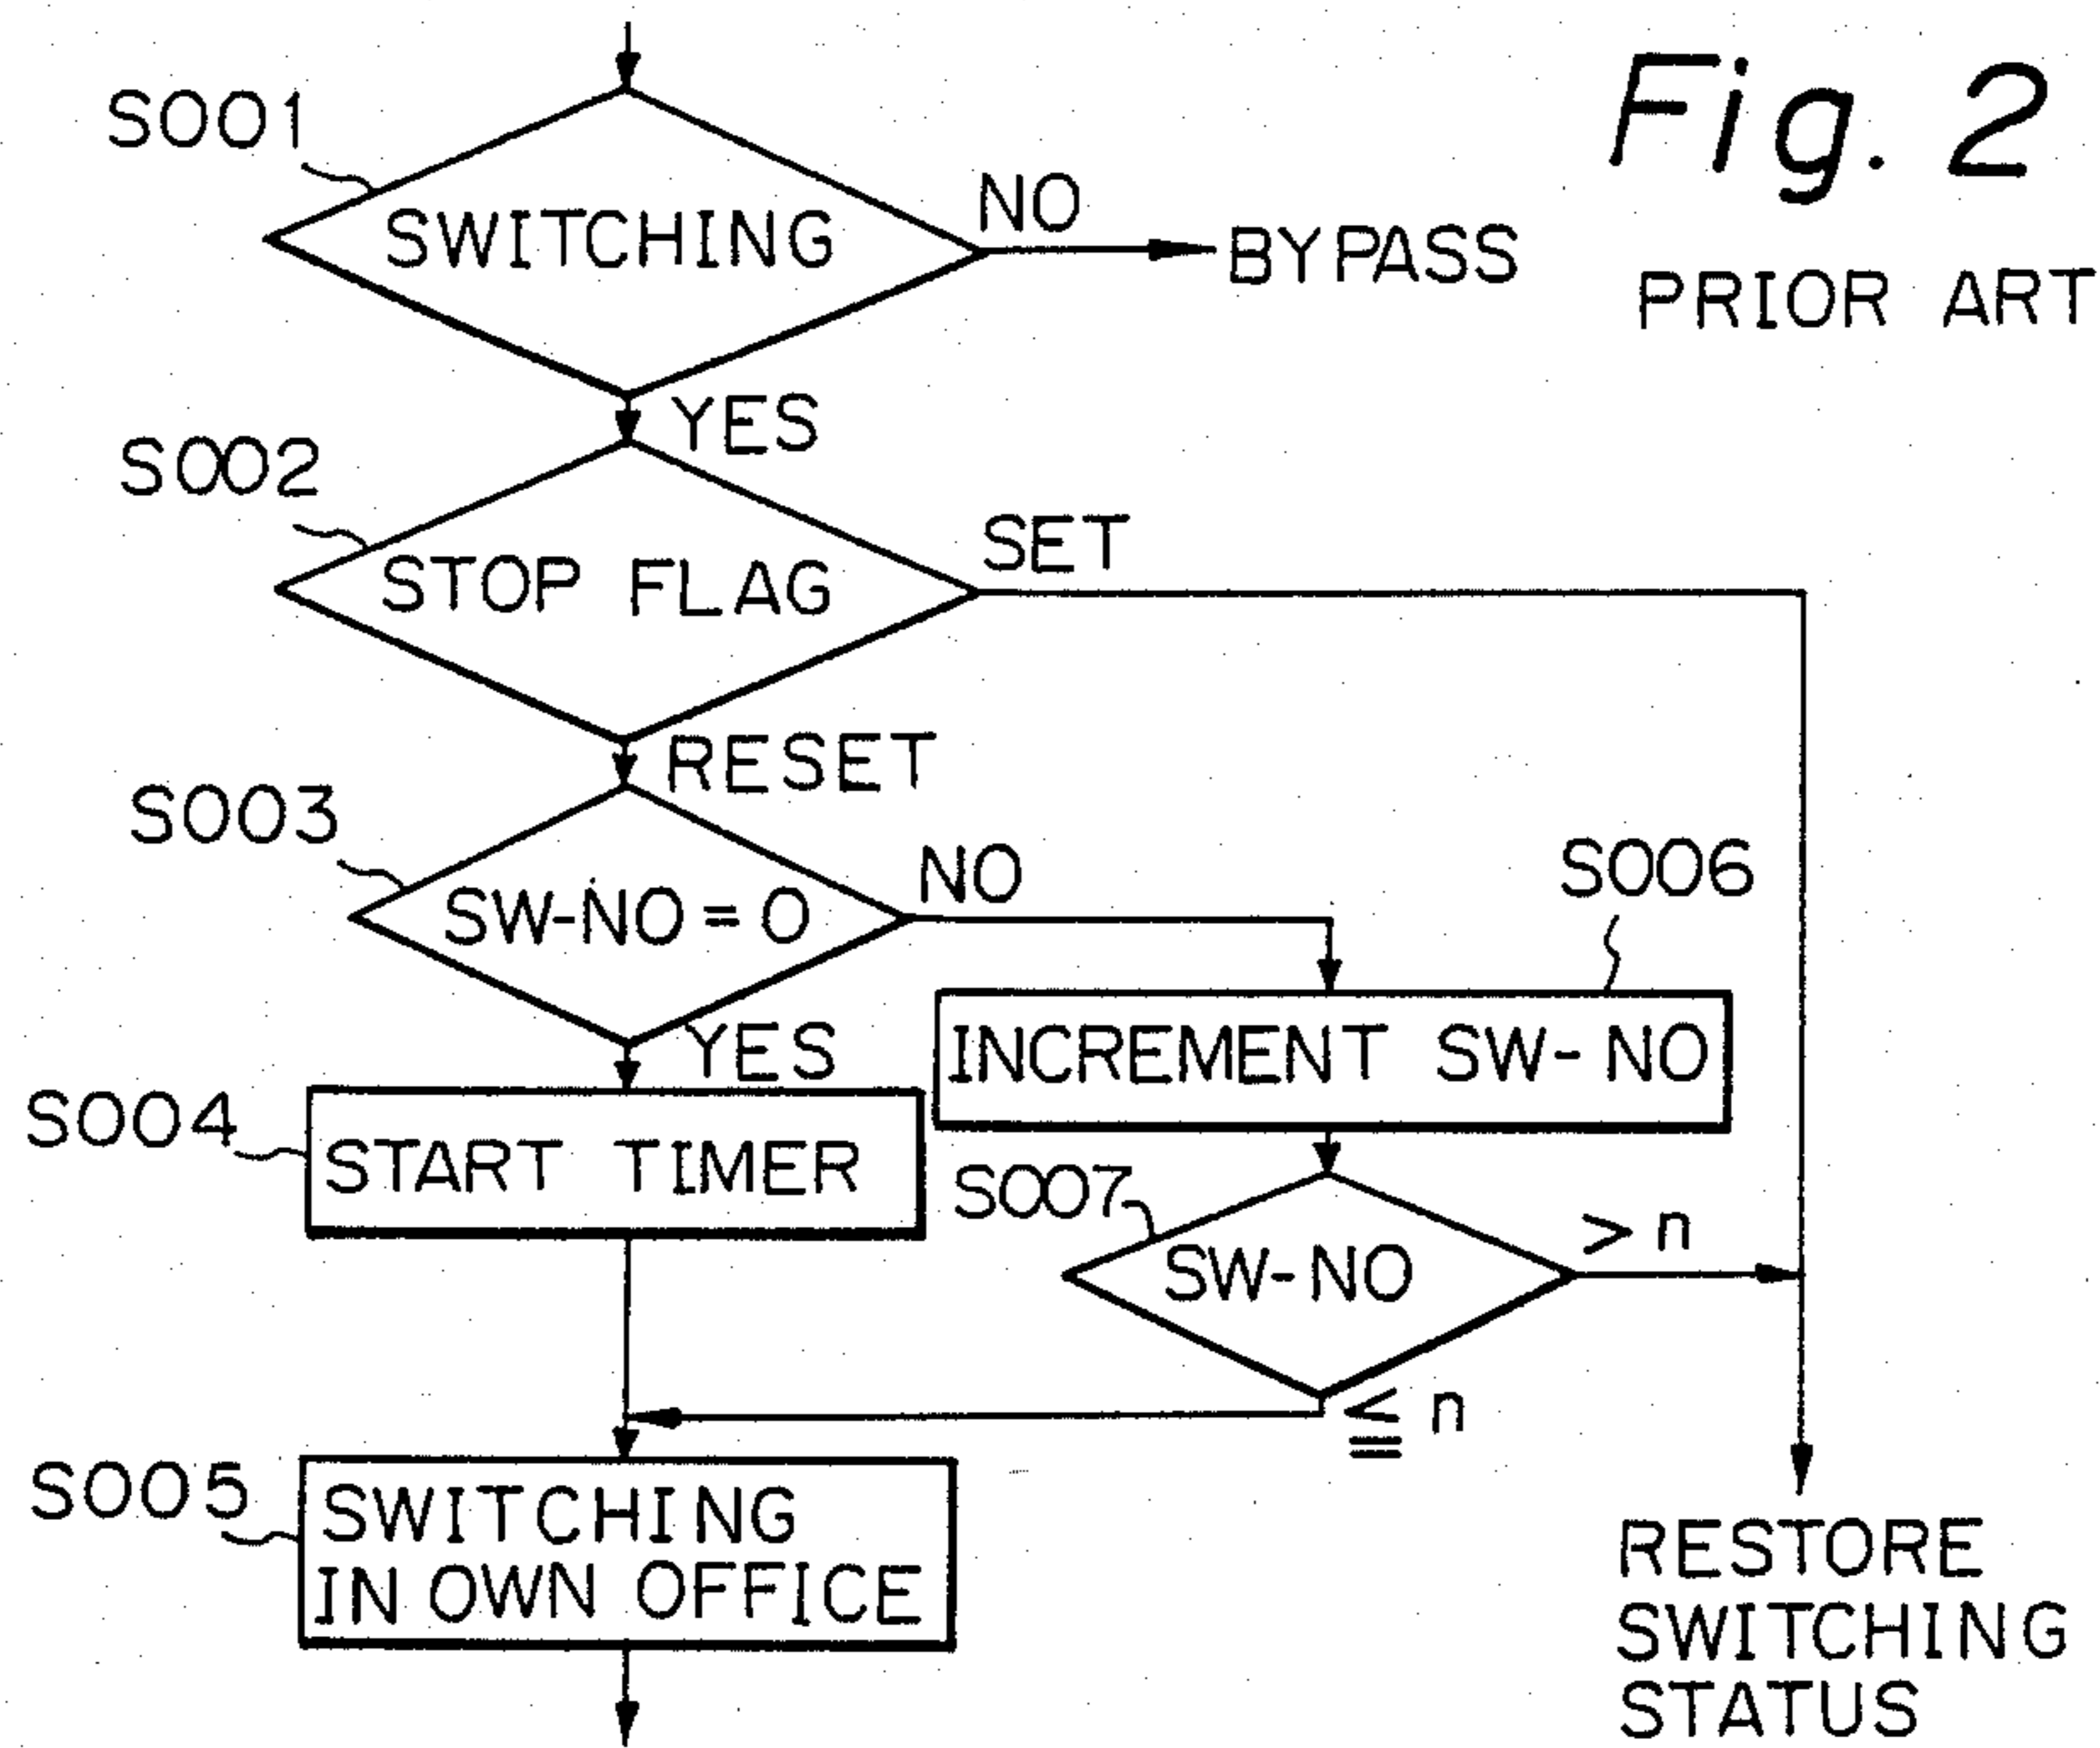 Fig. 2
PRIOR ART
S001
SWITCHING
NO
BYPASS
YES
S002
STOP FLAG
SET
RESET
S003
SW-NO = 0
NO
YES
S006
INCREMENT SW-NO
S004
START TIMER
S007
SW-NO
> n
≦ n
S005
SWITCHING
IN OWN OFFICE
RESTORE
SWITCHING
STATUS